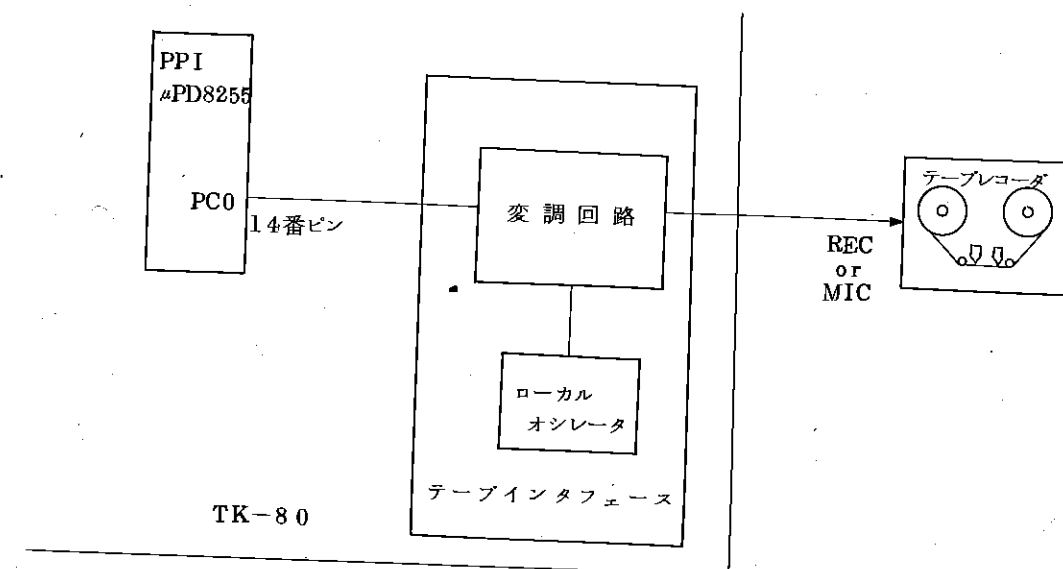 PPI
μPD8255
PC0
14番ピン
変調回路
ローカル
オシレータ
テープインタフェース
TK-80
REC
or
MIC
テープレコーダ